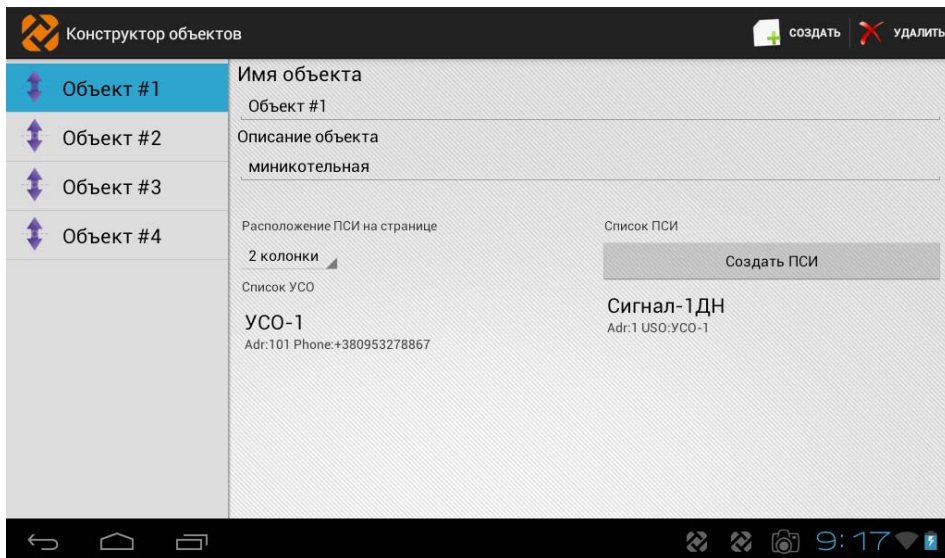 Конструктор объектов
СОЗДАТЬ
УДАЛИТЬ
Объект #1
Объект #2
Объект #3
Объект #4
Имя объекта
Объект #1
Описание объекта
миникотельная
Расположение ПСИ на странице
2 колонки
Список УСО
УСО-1
Adr:101 Phone:+380953278867
Список ПСИ
Создать ПСИ
Сигнал-1ДН
Adr:1 USO:УСО-1
9:17